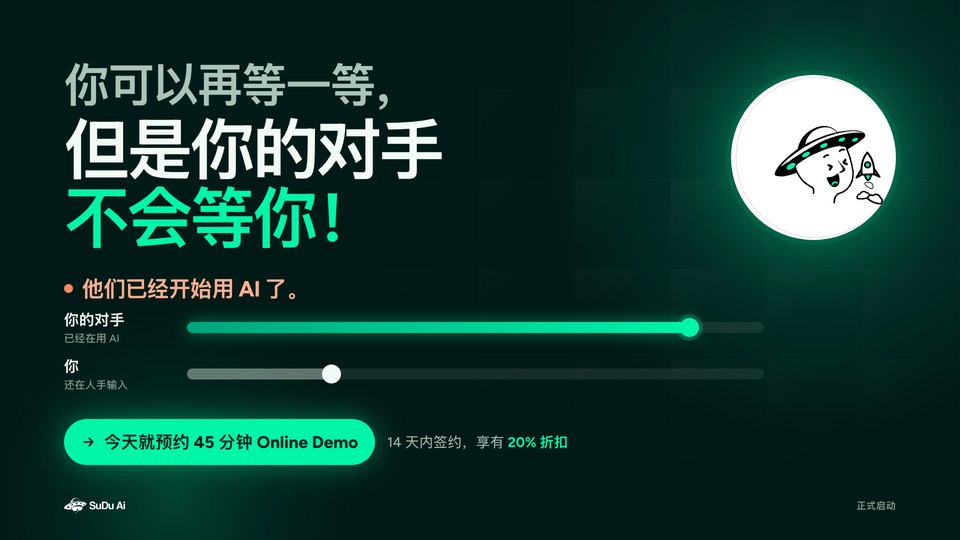 你可以再等一等，
但是你的对手
不会等你！
他们已经开始用 AI 了。
你的对手
已经在用 AI
你
还在人手输入
→ 今天就预约 45 分钟 Online Demo
14 天内签约，享有 20% 折扣
SuDu Ai
正式启动